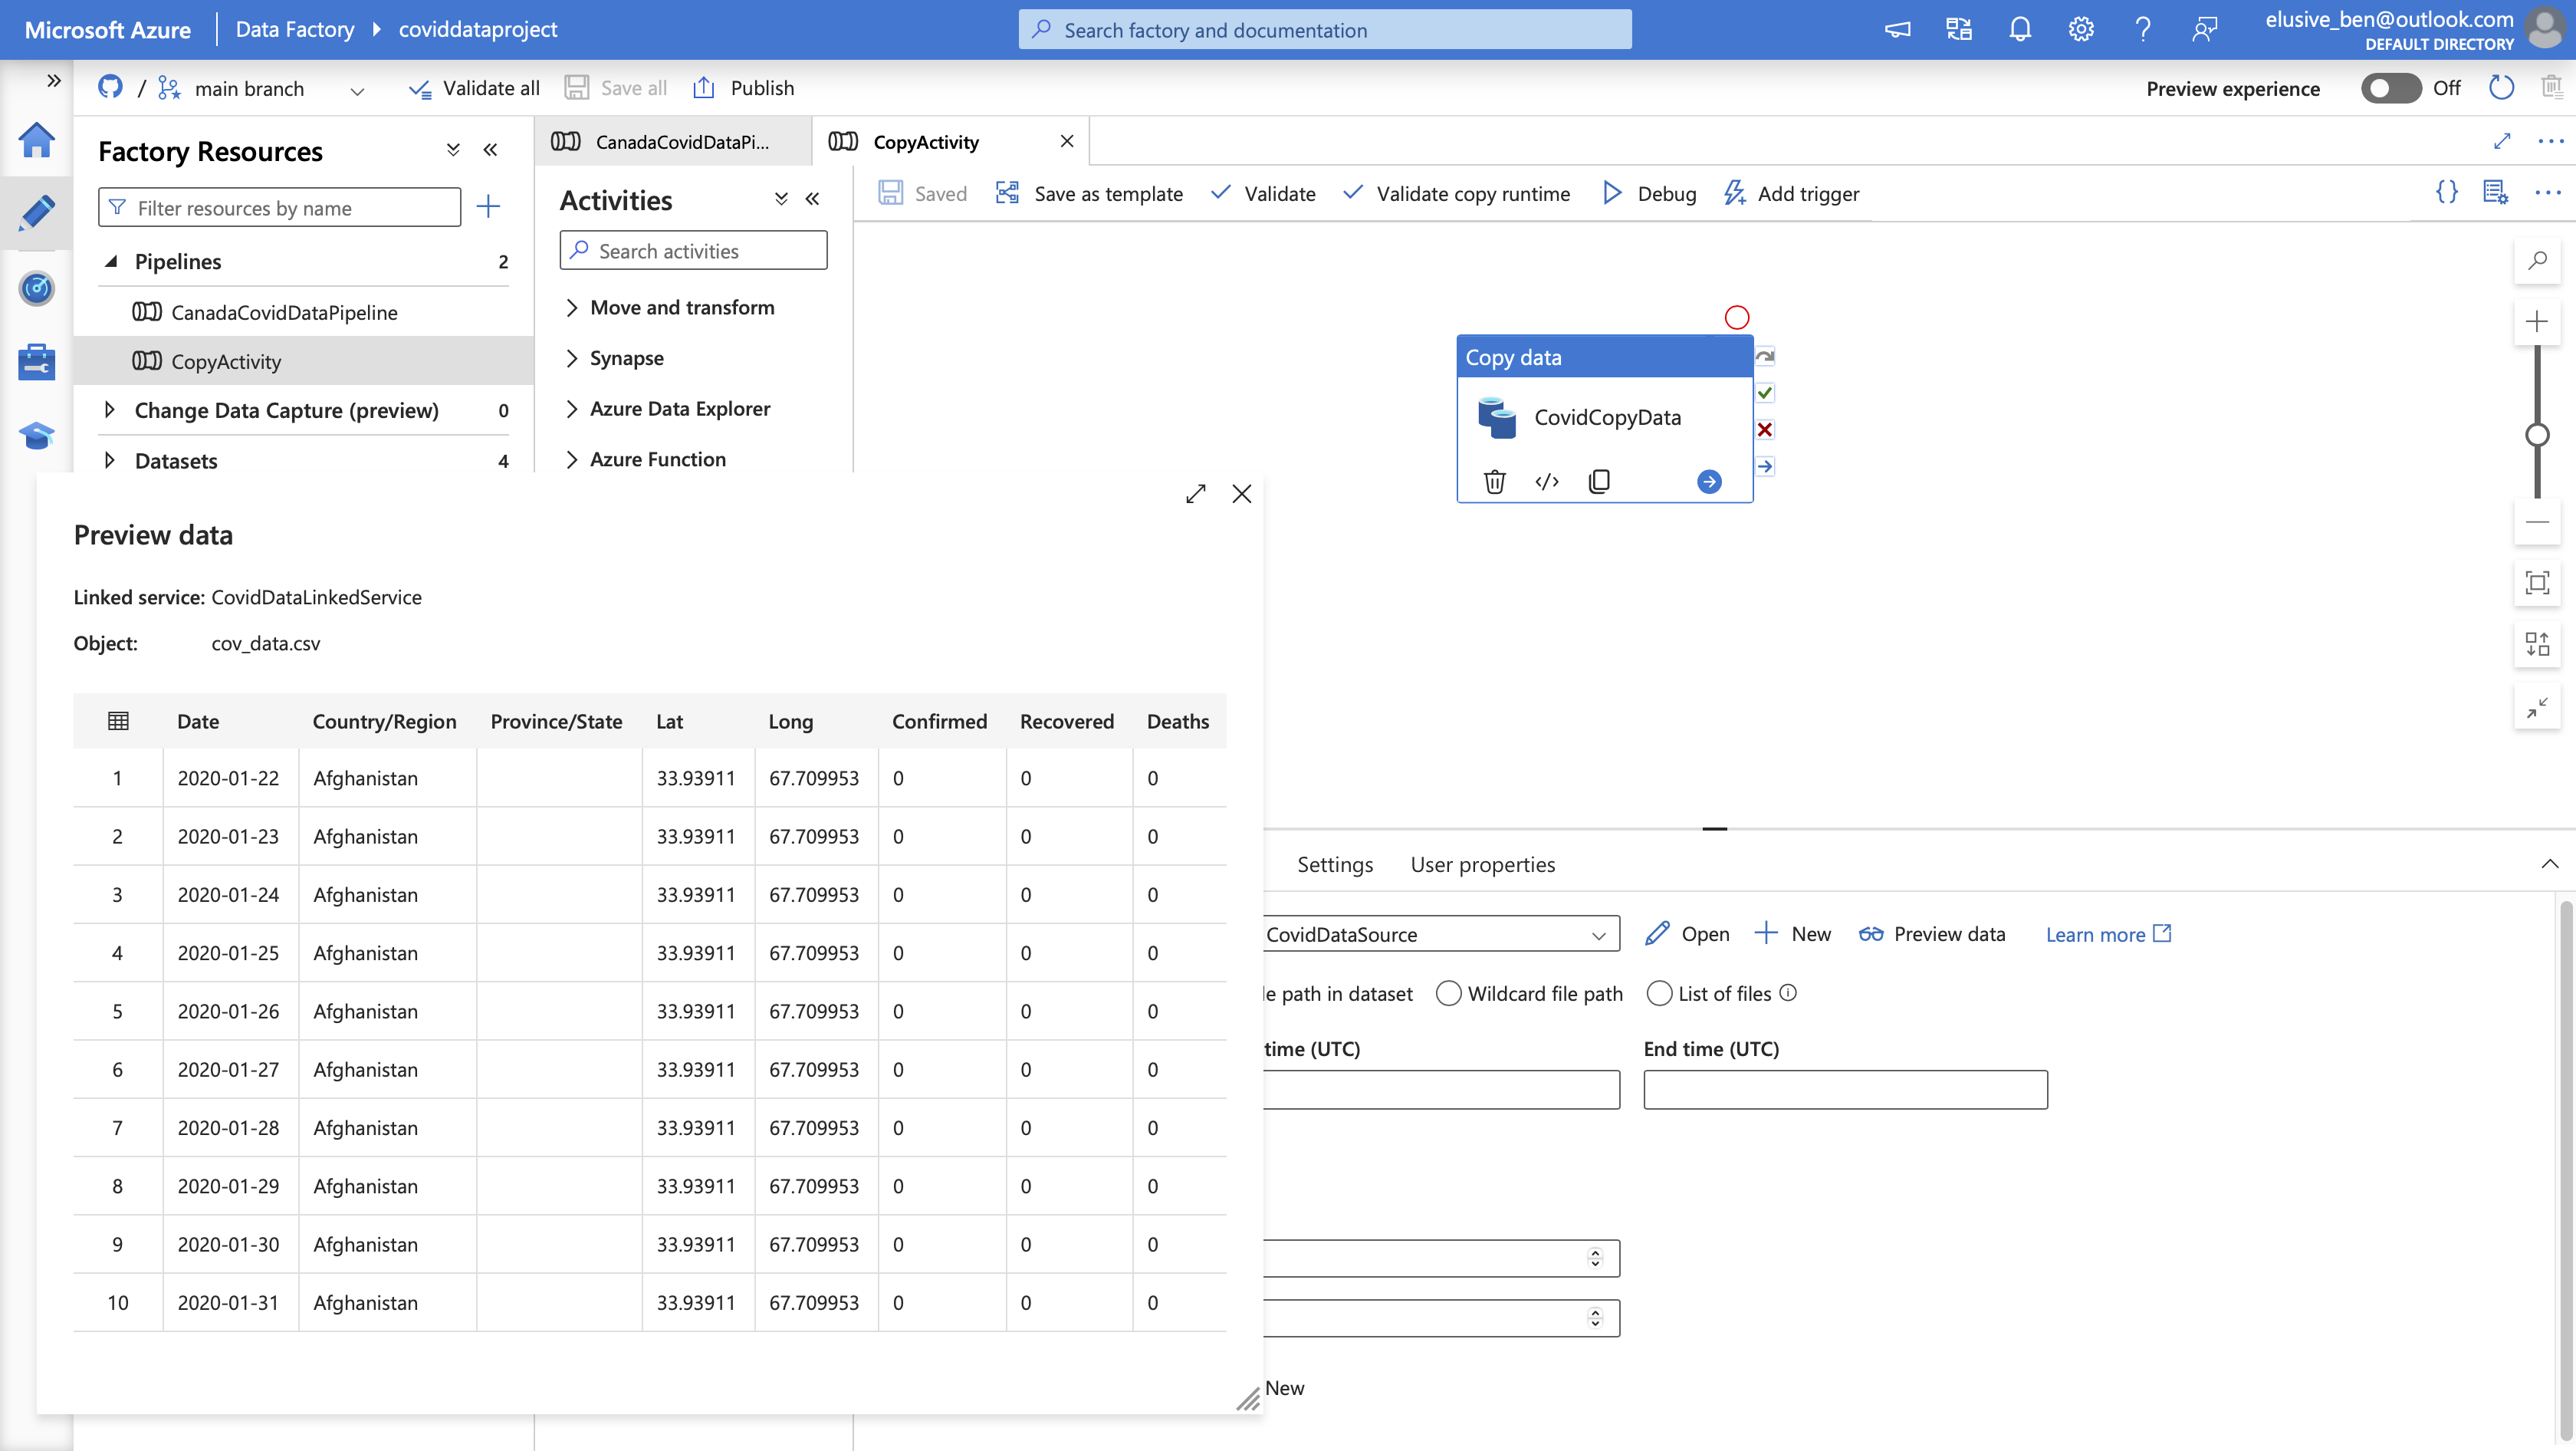 Microsoft Azure Data Factory coviddataproject Search factory and documentation elusive_ben@outlook.com
DEFAULT DIRECTORY
/ main branch Validate all Save all Publish Preview experience Off
Factory Resources
Filter resources by name
Pipelines 2
CanadaCovidDataPipeline
CopyActivity
Change Data Capture (preview) 0
Datasets 4
CanadaCovidDataPi... CopyActivity
Activities
Search activities
Move and transform
Synapse
Azure Data Explorer
Azure Function
Saved Save as template Validate Validate copy runtime Debug Add trigger
Copy data
CovidCopyData
Preview data
Linked service: CovidDataLinkedService
Object: cov_data.csv
Date Country/Region Province/State Lat Long Confirmed Recovered Deaths
1 2020-01-22 Afghanistan 33.93911 67.709953 0 0 0
2 2020-01-23 Afghanistan 33.93911 67.709953 0 0 0
3 2020-01-24 Afghanistan 33.93911 67.709953 0 0 0
4 2020-01-25 Afghanistan 33.93911 67.709953 0 0 0
5 2020-01-26 Afghanistan 33.93911 67.709953 0 0 0
6 2020-01-27 Afghanistan 33.93911 67.709953 0 0 0
7 2020-01-28 Afghanistan 33.93911 67.709953 0 0 0
8 2020-01-29 Afghanistan 33.93911 67.709953 0 0 0
9 2020-01-30 Afghanistan 33.93911 67.709953 0 0 0
10 2020-01-31 Afghanistan 33.93911 67.709953 0 0 0
Settings User properties
CovidDataSource Open New Preview data Learn more
le path in dataset Wildcard file path List of files
time (UTC) End time (UTC)
New